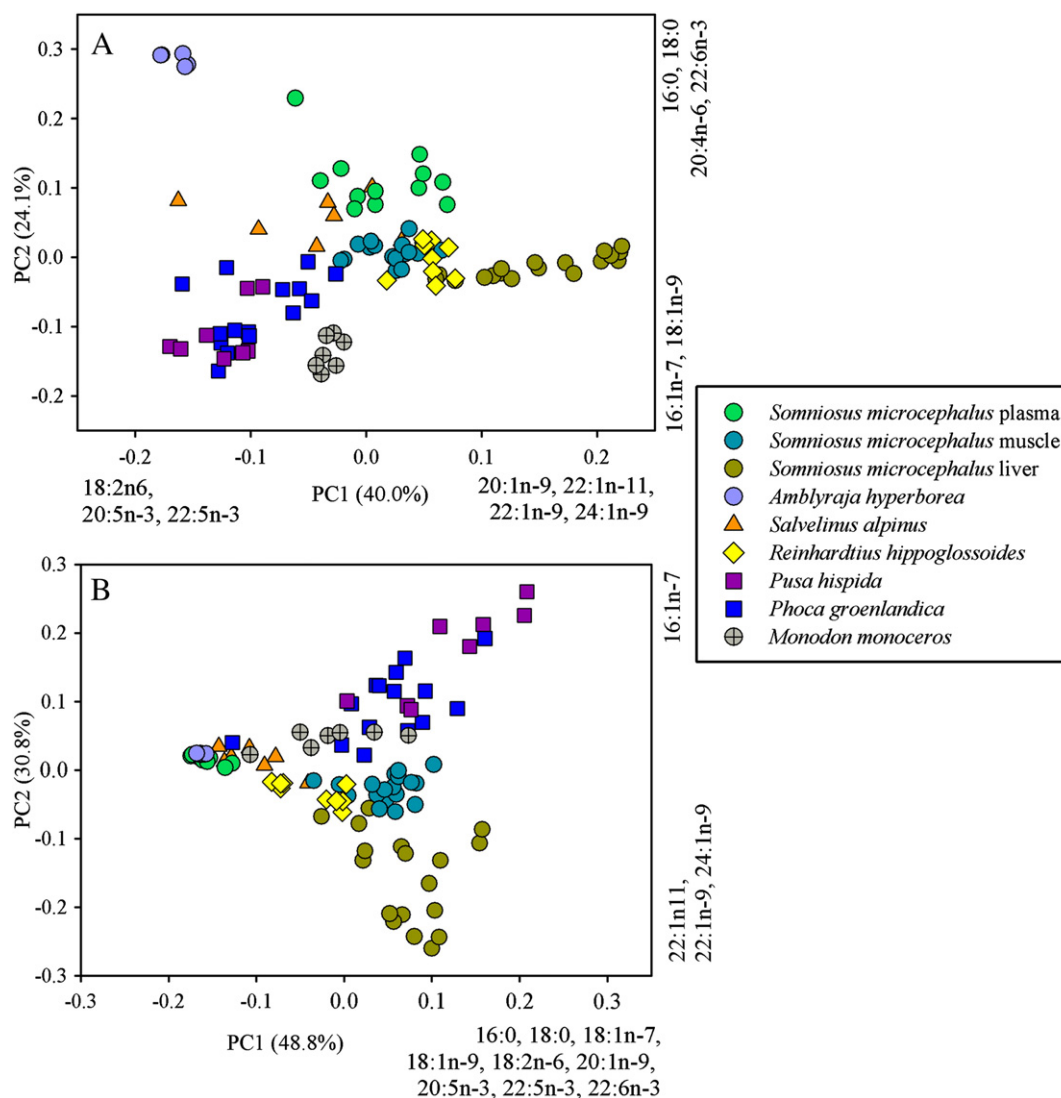 A
0.3
0.2
0.1
0.0
-0.1
-0.2
PC2 (24.1%)
16:0, 18:0
20:4n-6, 22:6n-3
16:1n-7, 18:1n-9
-0.2
-0.1
0.0
0.1
0.2
PC1 (40.0%)
18:2n6,
20:5n-3, 22:5n-3
20:1n-9, 22:1n-11,
22:1n-9, 24:1n-9
Somniosus microcephalus plasma
Somniosus microcephalus muscle
Somniosus microcephalus liver
Amblyraja hyperborea
Salvelinus alpinus
Reinhardtius hippoglossoides
Pusa hispida
Phoca groenlandica
Monodon monoceros
B
0.3
0.2
0.1
0.0
-0.1
-0.2
-0.3
PC2 (30.8%)
16:1n-7
22:1n11,
22:1n-9, 24:1n-9
-0.3
-0.2
-0.1
0.0
0.1
0.2
0.3
PC1 (48.8%)
16:0, 18:0, 18:1n-7,
18:1n-9, 18:2n-6, 20:1n-9,
20:5n-3, 22:5n-3, 22:6n-3